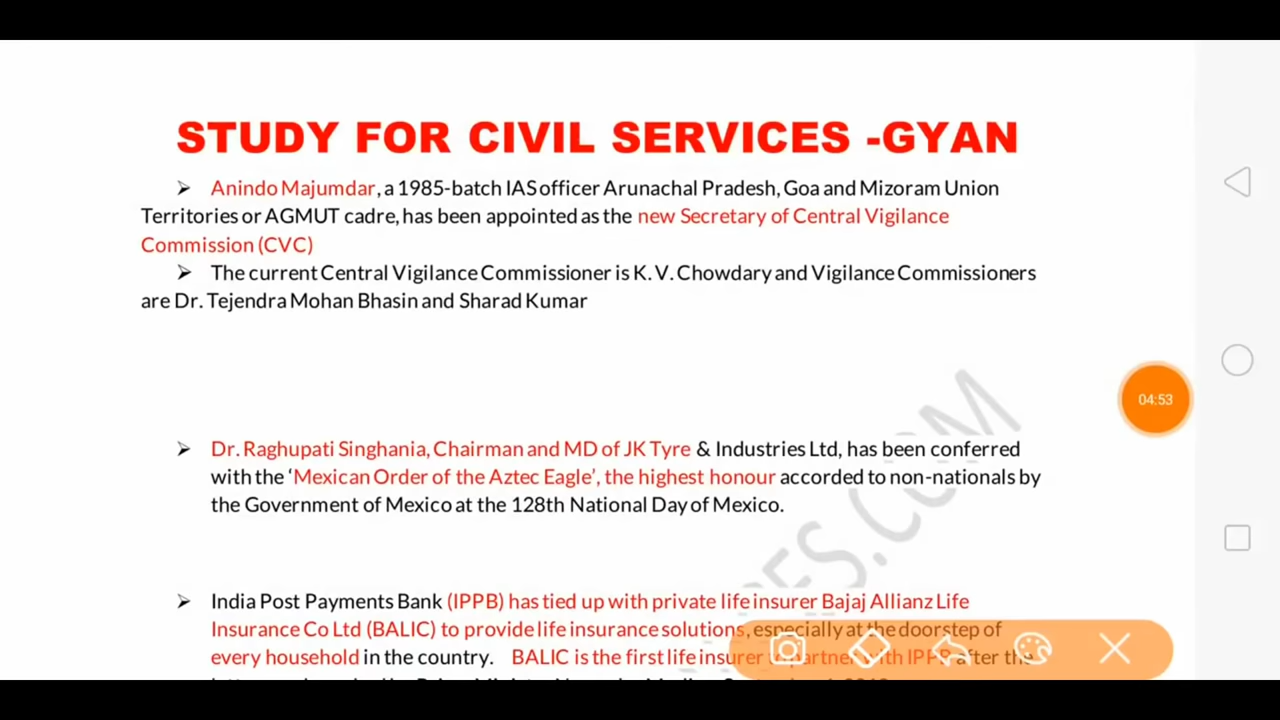 STUDY FOR CIVIL SERVICES -GYAN
➢ Anindo Majumdar, a 1985-batch IAS officer Arunachal Pradesh, Goa and Mizoram Union
Territories or AGMUT cadre, has been appointed as the new Secretary of Central Vigilance
Commission (CVC)
➢ The current Central Vigilance Commissioner is K. V. Chowdary and Vigilance Commissioners
are Dr. Tejendra Mohan Bhasin and Sharad Kumar
04:53
➢ Dr. Raghupati Singhania, Chairman and MD of JK Tyre & Industries Ltd, has been conferred
with the ‘Mexican Order of the Aztec Eagle’, the highest honour accorded to non-nationals by
the Government of Mexico at the 128th National Day of Mexico.
➢ India Post Payments Bank (IPPB) has tied up with private life insurer Bajaj Allianz Life
Insurance Co Ltd (BALIC) to provide life insurance solutions, especially at the doorstep of
every household in the country. BALIC is the first life insurer partner with IPPB after the